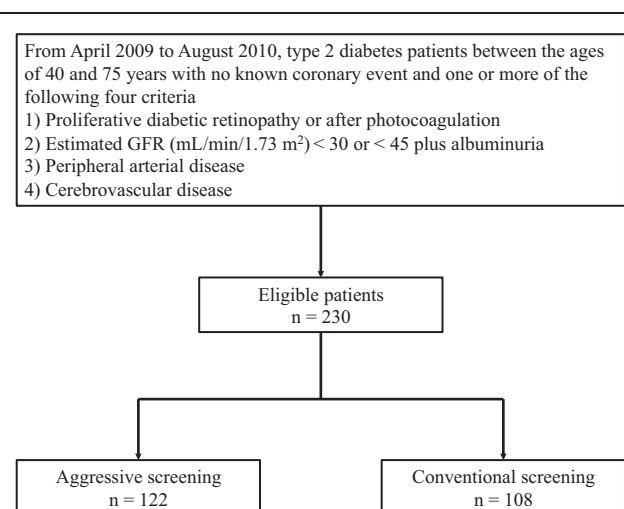 From April 2009 to August 2010, type 2 diabetes patients between the ages
of 40 and 75 years with no known coronary event and one or more of the
following four criteria
1) Proliferative diabetic retinopathy or after photocoagulation
2) Estimated GFR (mL/min/1.73 m²) < 30 or < 45 plus albuminuria
3) Peripheral arterial disease
4) Cerebrovascular disease
Eligible patients
n = 230
Aggressive screening
n = 122
Conventional screening
n = 108